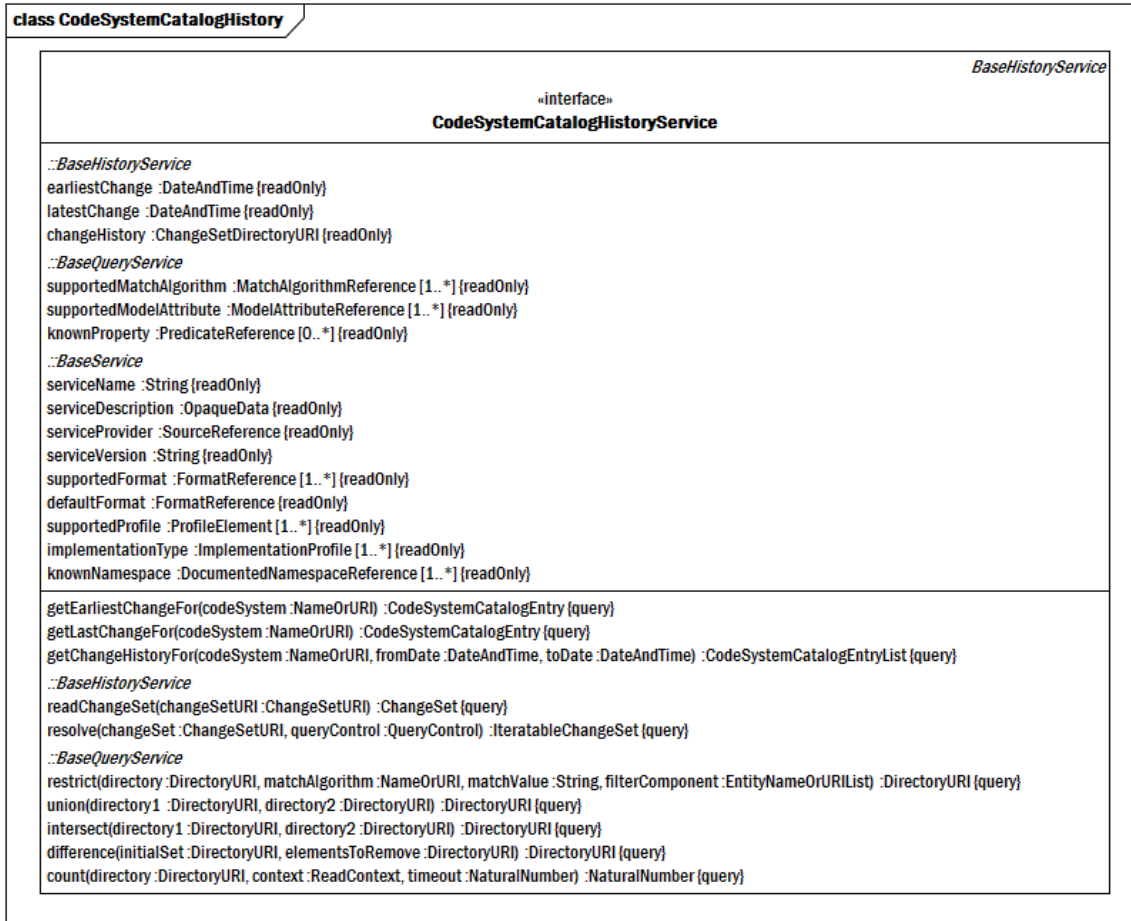 class CodeSystemCatalogHistory
BaseHistoryService
«interface»
CodeSystemCatalogHistoryService
::BaseHistoryService
earliestChange :DateAndTime {readOnly}
latestChange :DateAndTime {readOnly}
changeHistory :ChangeSetDirectoryURI {readOnly}
::BaseQueryService
supportedMatchAlgorithm :MatchAlgorithmReference [1..*] {readOnly}
supportedModelAttribute :ModelAttributeReference [1..*] {readOnly}
knownProperty :PredicateReference [0..*] {readOnly}
::BaseService
serviceName :String {readOnly}
serviceDescription :OpaqueData {readOnly}
serviceProvider :SourceReference {readOnly}
serviceVersion :String {readOnly}
supportedFormat :FormatReference [1..*] {readOnly}
defaultFormat :FormatReference {readOnly}
supportedProfile :ProfileElement [1..*] {readOnly}
implementationType :ImplementationProfile [1..*] {readOnly}
knownNamespace :DocumentedNamespaceReference [1..*] {readOnly}
getEarliestChangeFor(codeSystem :NameOrURI) :CodeSystemCatalogEntry {query}
getLastChangeFor(codeSystem :NameOrURI) :CodeSystemCatalogEntry {query}
getChangeHistoryFor(codeSystem :NameOrURI, fromDate :DateAndTime, toDate :DateAndTime) :CodeSystemCatalogEntryList {query}
::BaseHistoryService
readChangeSet(changeSetURI :ChangeSetURI) :ChangeSet {query}
resolve(changeSet :ChangeSetURI, queryControl :QueryControl) :IteratableChangeSet {query}
::BaseQueryService
restrict(directory :DirectoryURI, matchAlgorithm :NameOrURI, matchValue :String, filterComponent :EntityNameOrURIList) :DirectoryURI {query}
union(directory1 :DirectoryURI, directory2 :DirectoryURI) :DirectoryURI {query}
intersect(directory1 :DirectoryURI, directory2 :DirectoryURI) :DirectoryURI {query}
difference(initialSet :DirectoryURI, elementsToRemove :DirectoryURI) :DirectoryURI {query}
count(directory :DirectoryURI, context :ReadContext, timeout :NaturalNumber) :NaturalNumber {query}